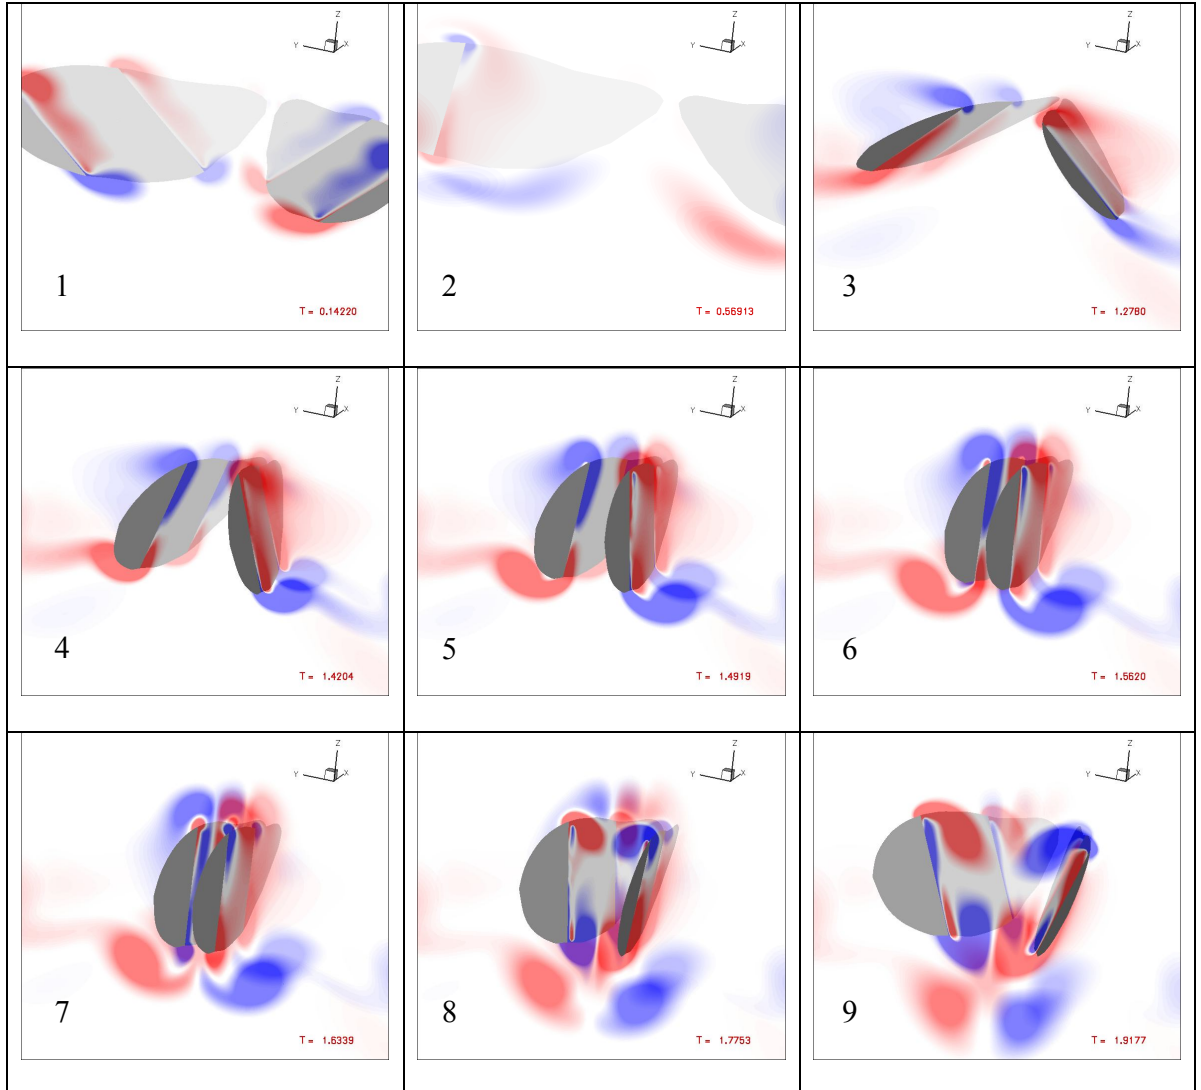 Z
Y X
1
T = 0.14220
Z
Y X
2
T = 0.56913
Z
Y X
3
T = 1.2780
Z
Y X
4
T = 1.4204
Z
Y X
5
T = 1.4919
Z
Y X
6
T = 1.5620
Z
Y X
7
T = 1.6339
Z
Y X
8
T = 1.7753
Z
Y X
9
T = 1.9177